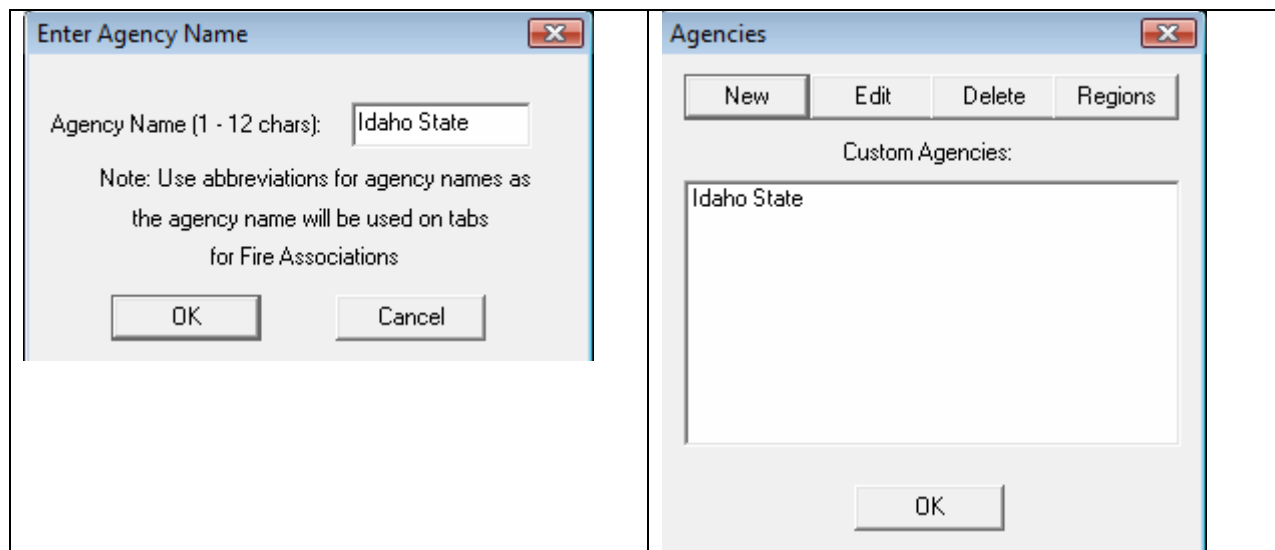 Enter Agency Name
Agency Name (1 - 12 chars): Idaho State
Note: Use abbreviations for agency names as
the agency name will be used on tabs
for Fire Associations
OK Cancel
Agencies
New Edit Delete Regions
Custom Agencies:
Idaho State
OK